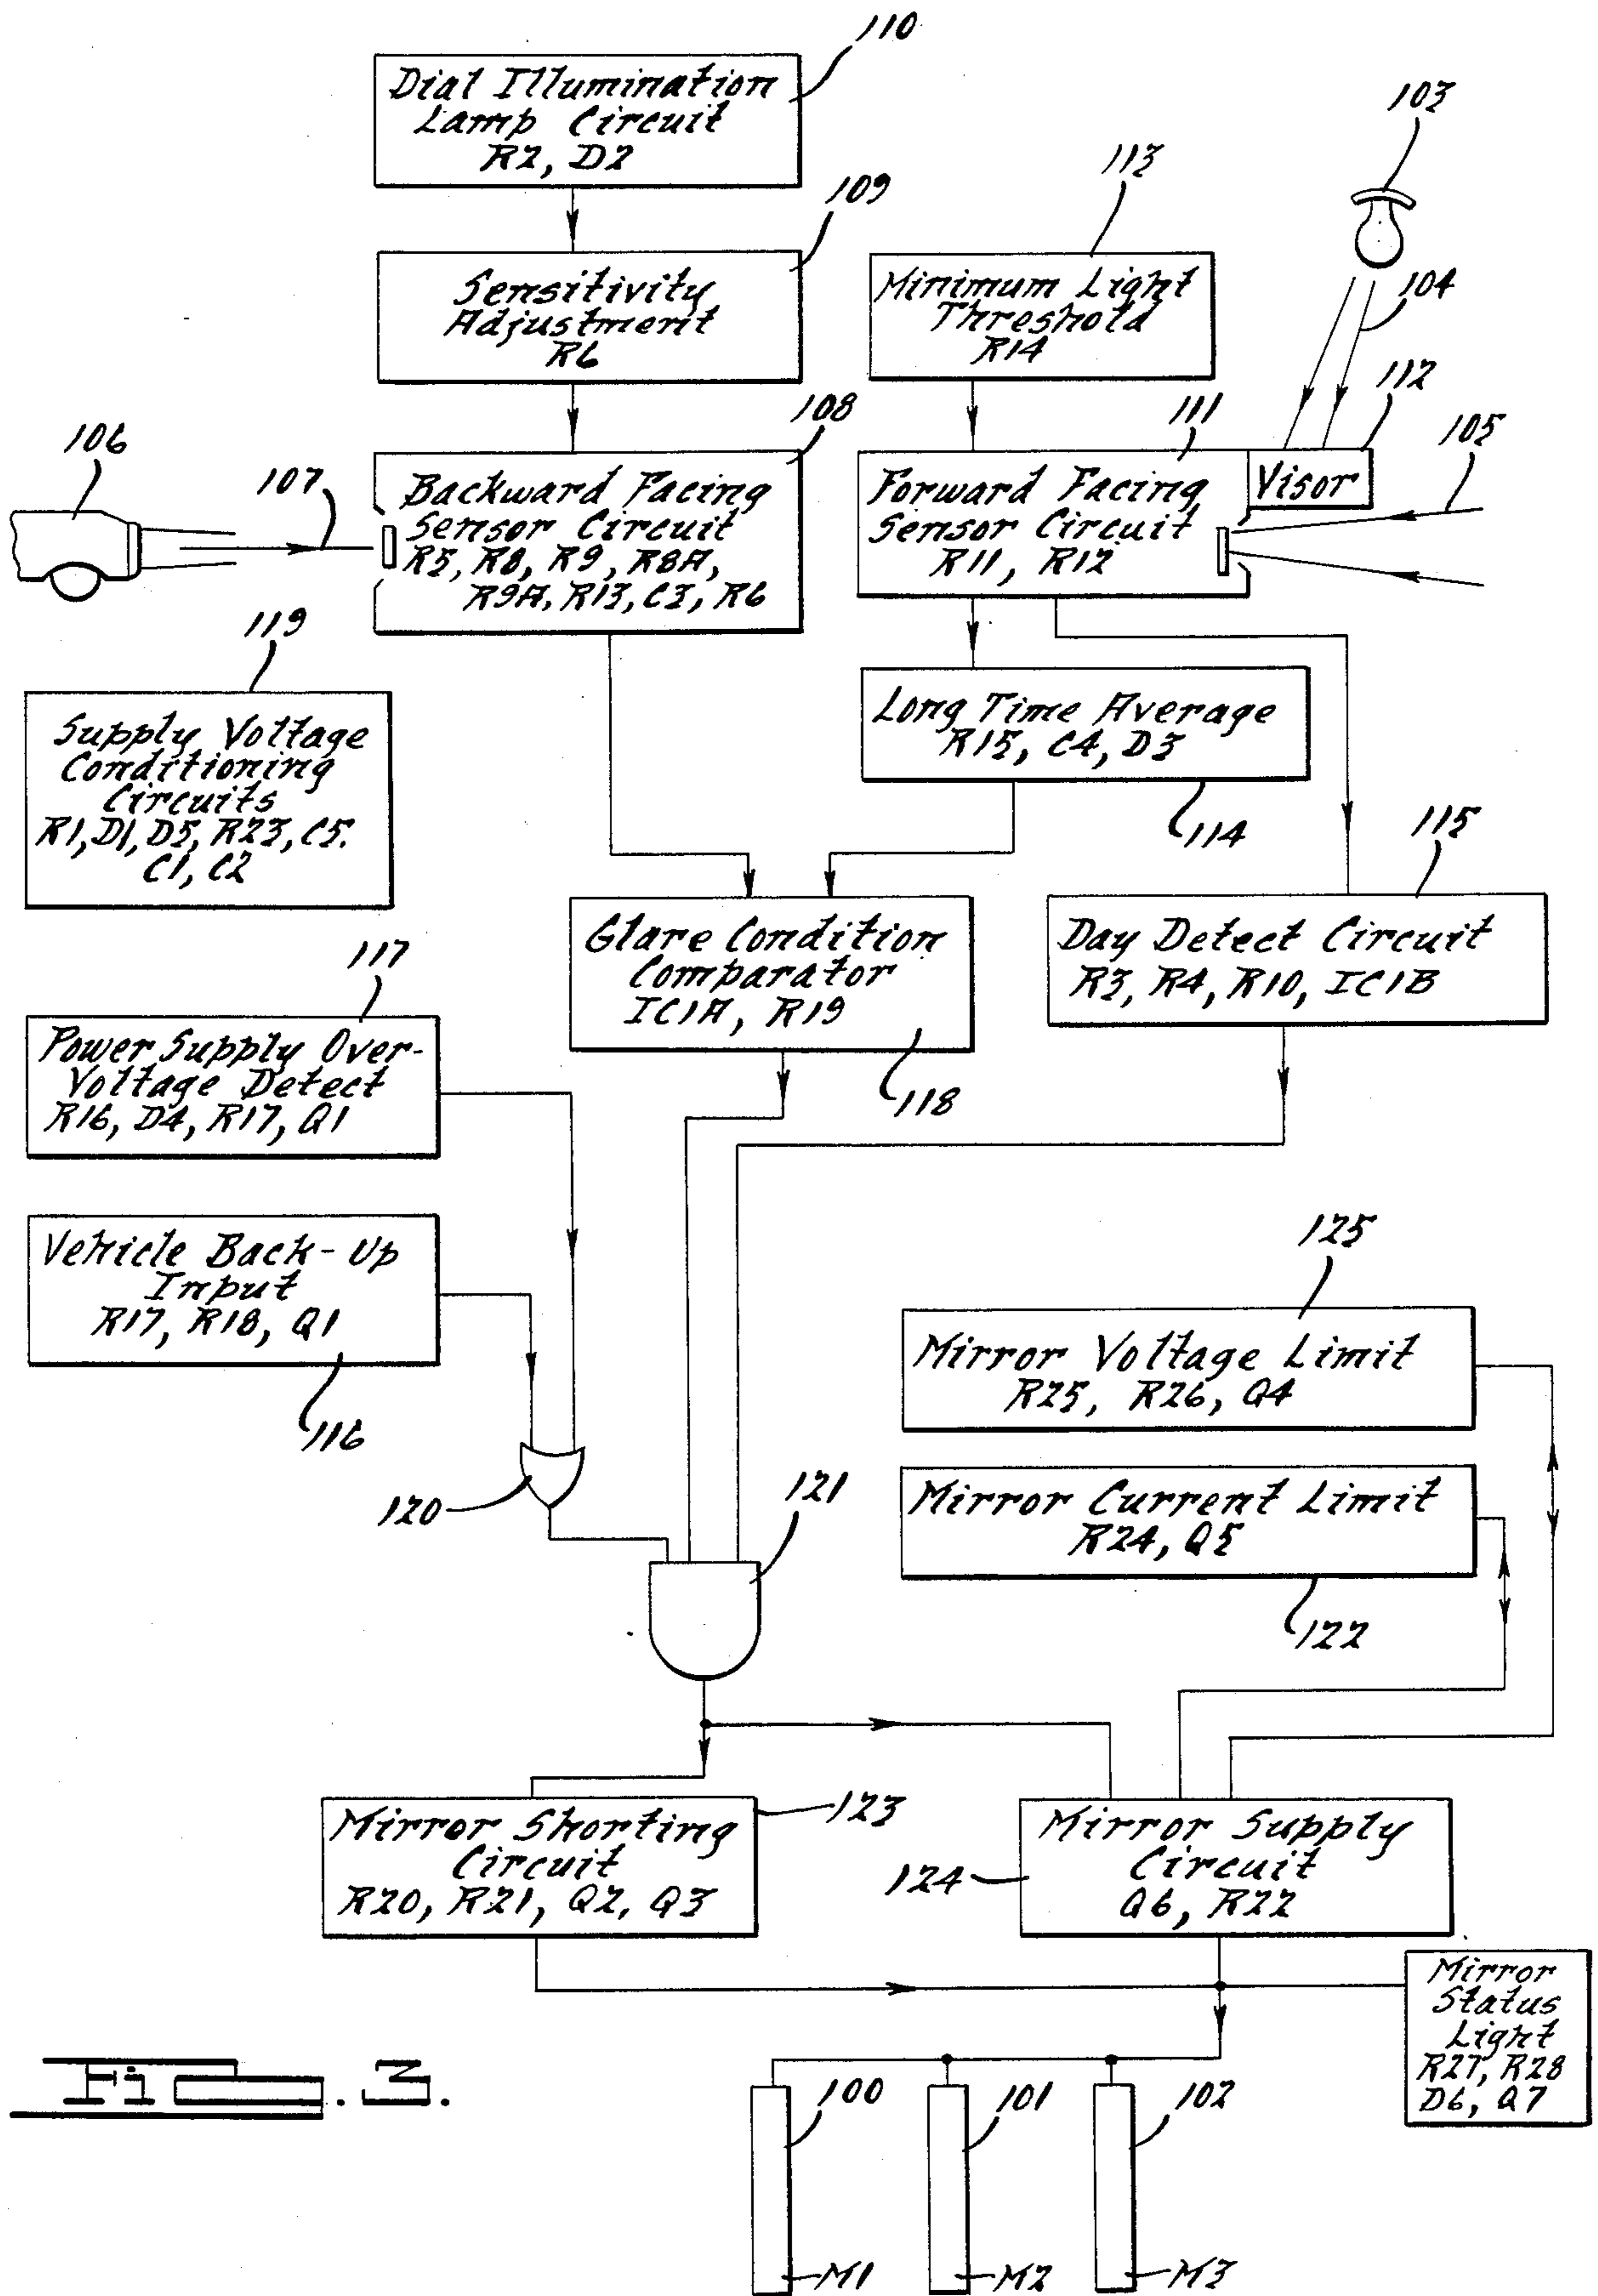 110
Dial Illumination
Lamp Circuit
R2, D2
103
113
109
Sensitivity
Adjustment
R6
Minimum Light
Threshold
R14
104
112
108
111
105
106
107
Backward Facing
Sensor Circuit
R5, R8, R9, R8A,
R9A, R13, C3, R6
Forward Facing
Sensor Circuit
R11, R12
Visor
119
Supply Voltage
Conditioning
Circuits
R1, D1, D5, R23, C5.
C1, C2
Long Time Average
R15, C4, D3
114
115
Glare Condition
Comparator
IC1A, R19
118
Day Detect Circuit
R3, R4, R10, IC1B
117
Power Supply Over-
Voltage Detect
R16, D4, R17, Q1
Vehicle Back-Up
Input
R17, R18, Q1
116
125
Mirror Voltage Limit
R25, R26, Q4
120
121
Mirror Current Limit
R24, Q5
122
Mirror Shorting
Circuit
R20, R21, Q2, Q3
123
Mirror Supply
Circuit
Q6, R22
124
Mirror
Status
Light
R27, R28
D6, Q7
Fig. 3.
100
101
102
M1
M2
M3